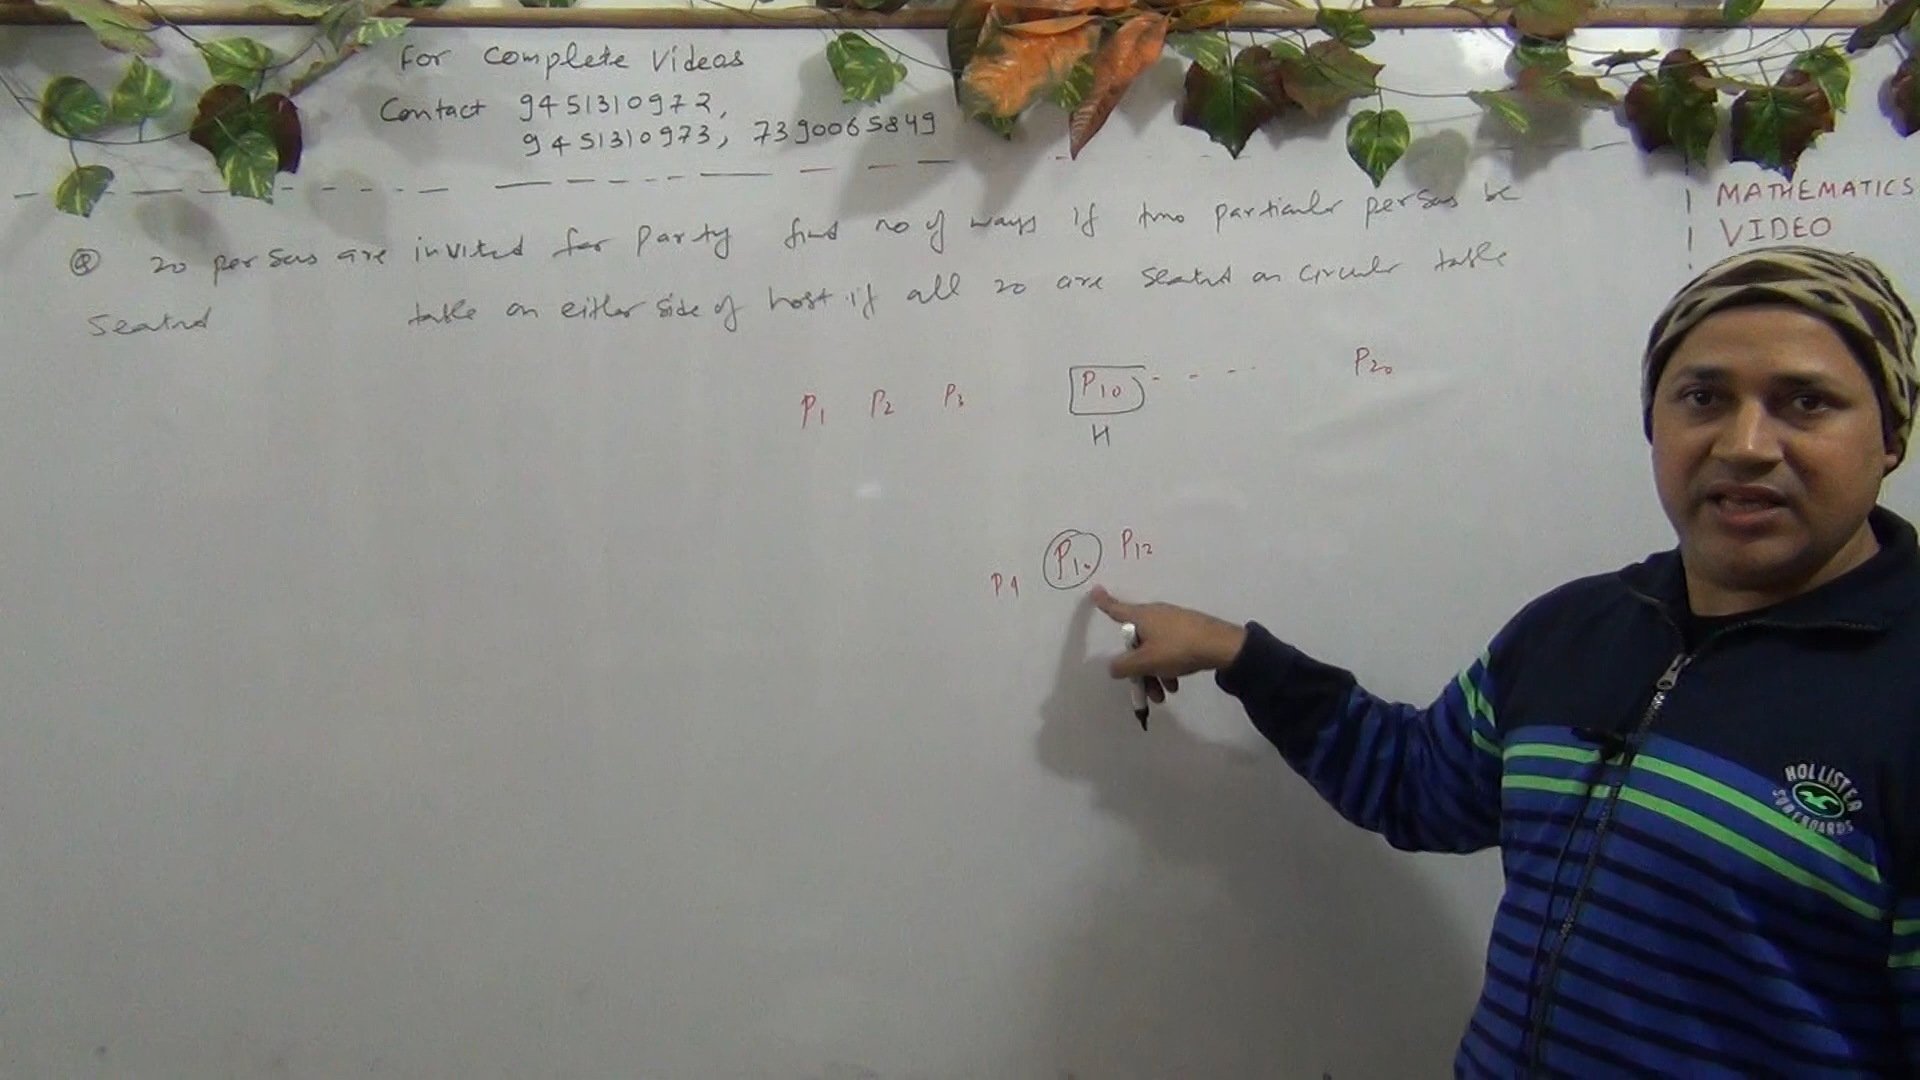 For Complete Videos
Contact 9451310972,
9451310973, 7390065849
MATHEMATICS
VIDEO
Q 20 persons are invited for Party find no of ways if two particular persons be
seated table on either side of host if all 20 are seated on circular table
P1 P2 P3 P10 - - - - P20
H
P9 P10 P12
HOLLISTER
SURFBOARDS